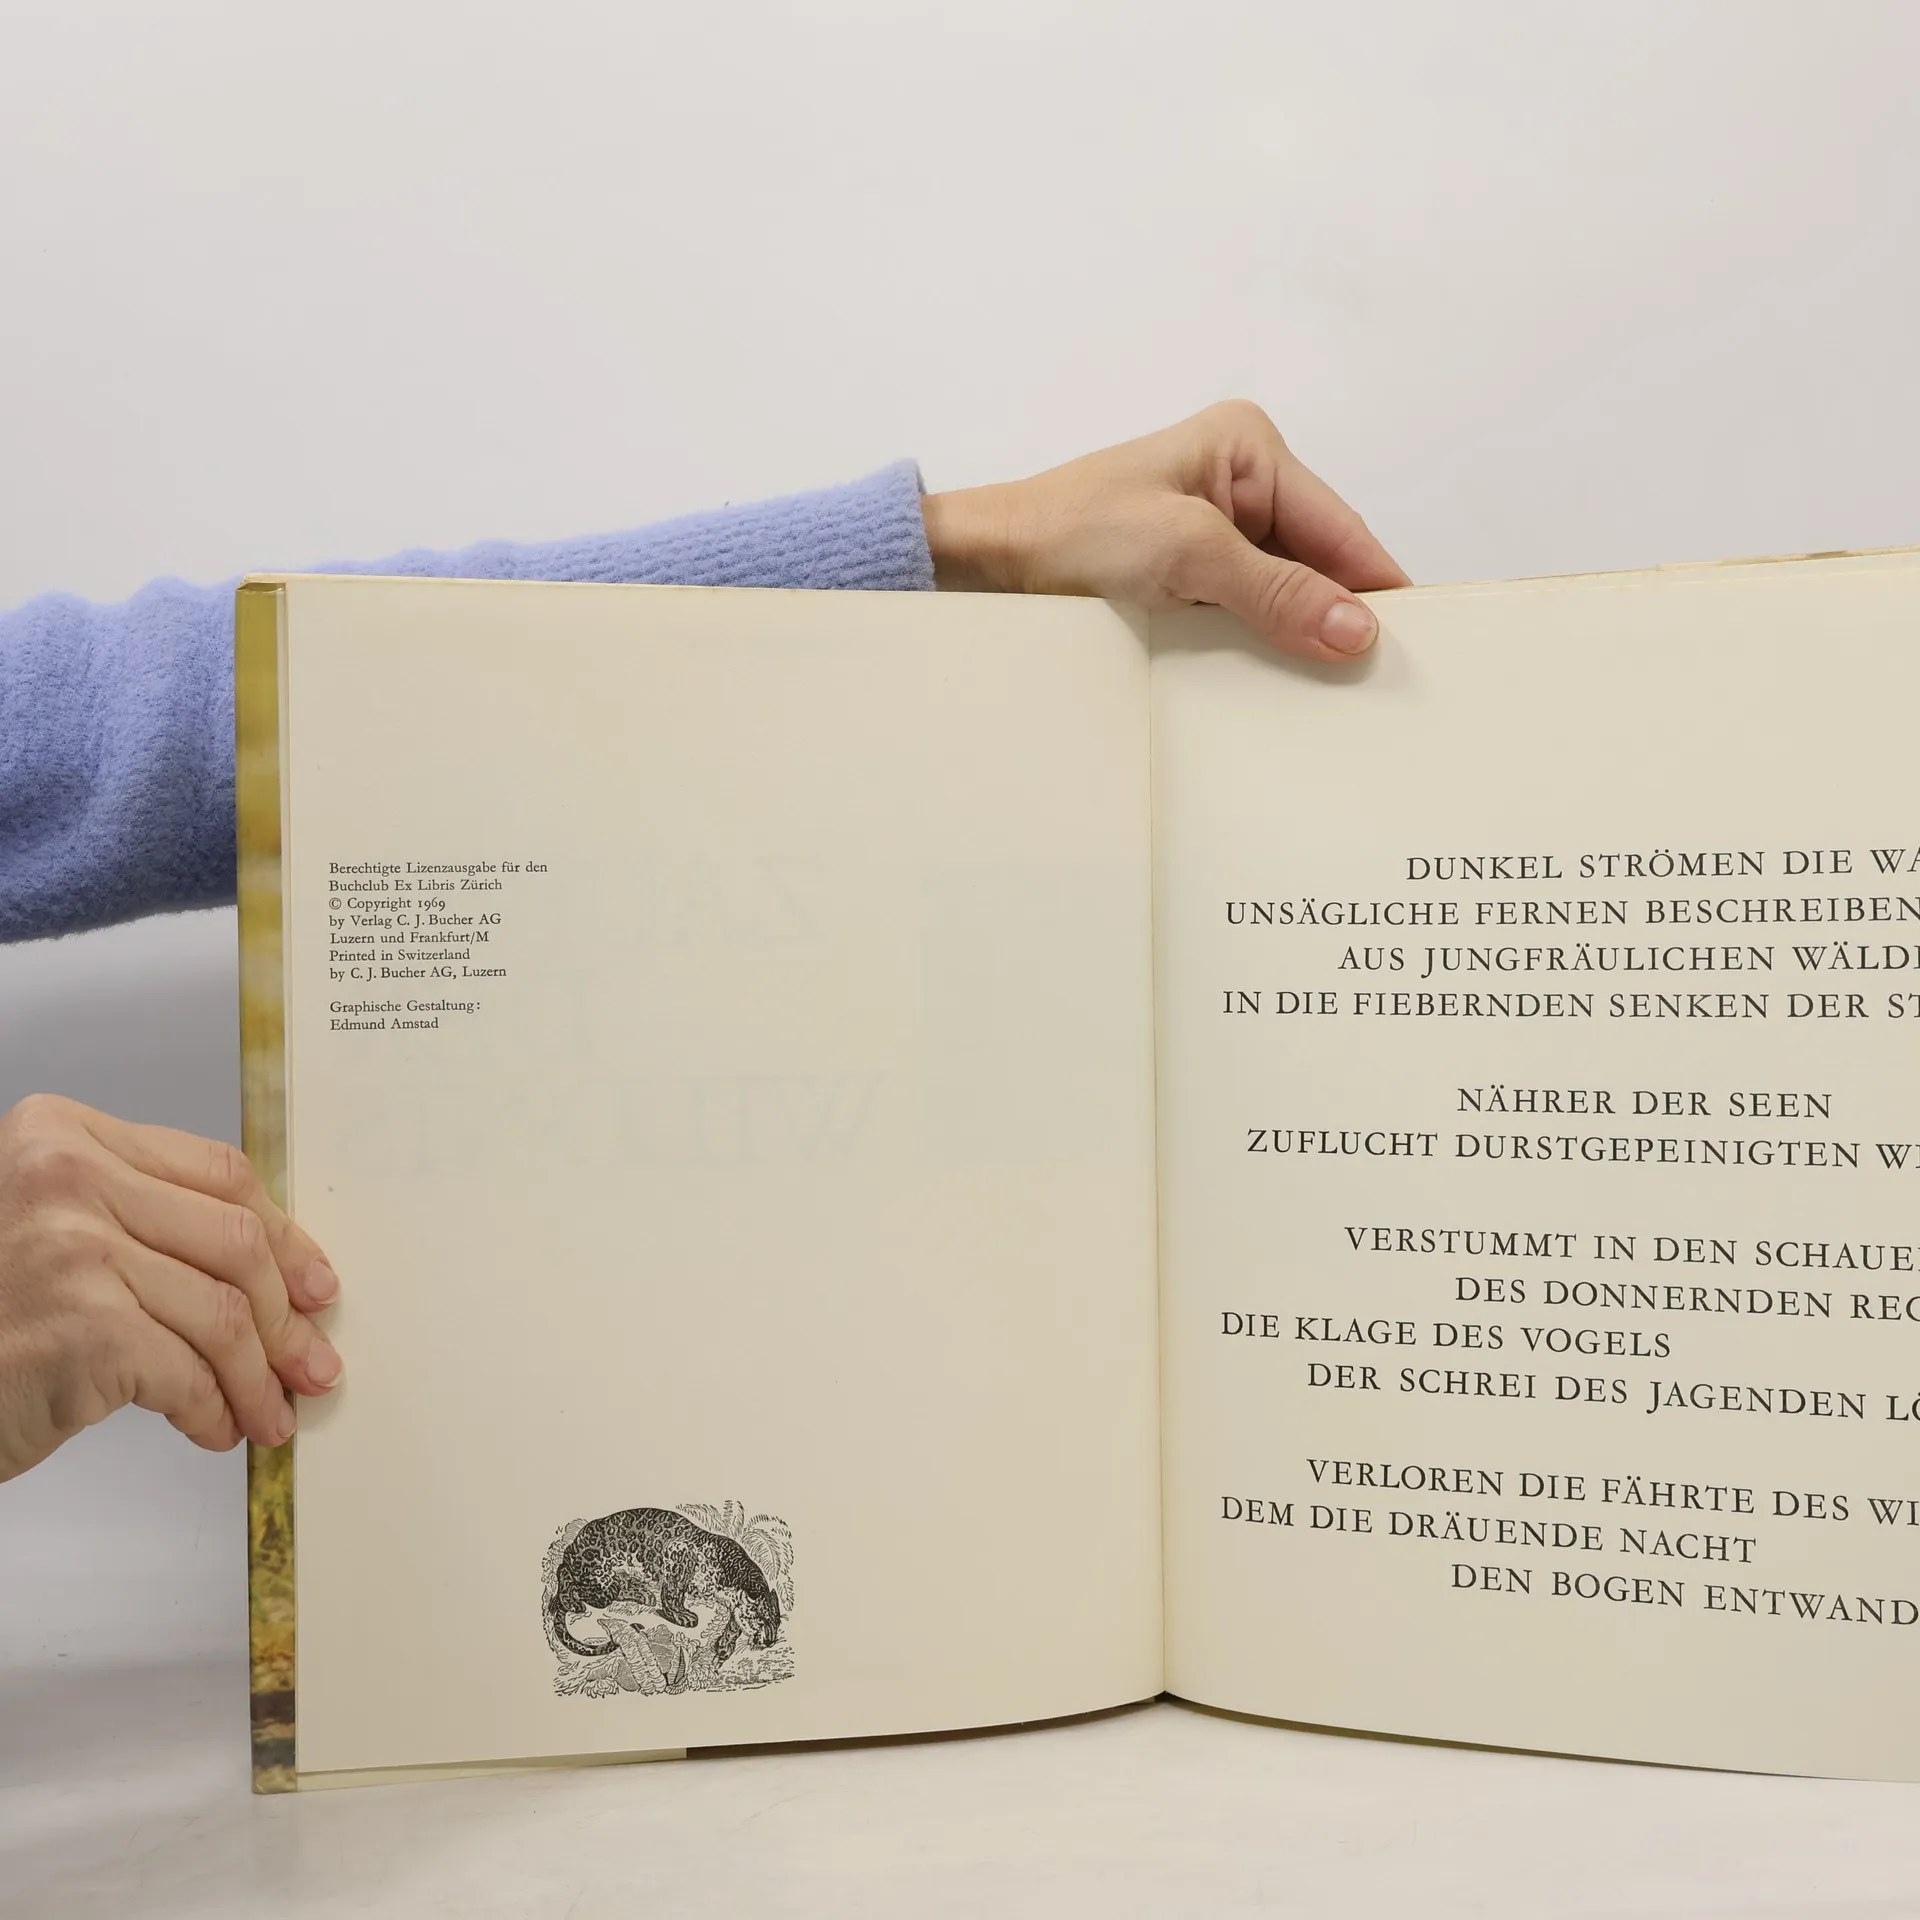 Berechtigte Lizenzausgabe für den
Buchclub Ex Libris Zürich
© Copyright 1969
by Verlag C. J. Bucher AG
Luzern und Frankfurt/M
Printed in Switzerland
by C. J. Bucher AG, Luzern
Graphische Gestaltung:
Edmund Amstad
DUNKEL STRÖMEN DIE
UNSÄGLICHE FERNEN BESCHREIBEN
AUS JUNGFRÄULICHEN
IN DIE FIEBERNDEN SENKEN DER
NÄHRER DER SEEN
ZUFLUCHT DURSTGEPEINIGTEN
VERSTUMMT IN DEN
DES DONNERNDEN
DIE KLAGE DES VOGELS
DER SCHREI DES JAGENDEN
VERLOREN DIE FÄHRTE DES
DEM DIE DRÄUENDE NACHT
DEN BOGEN